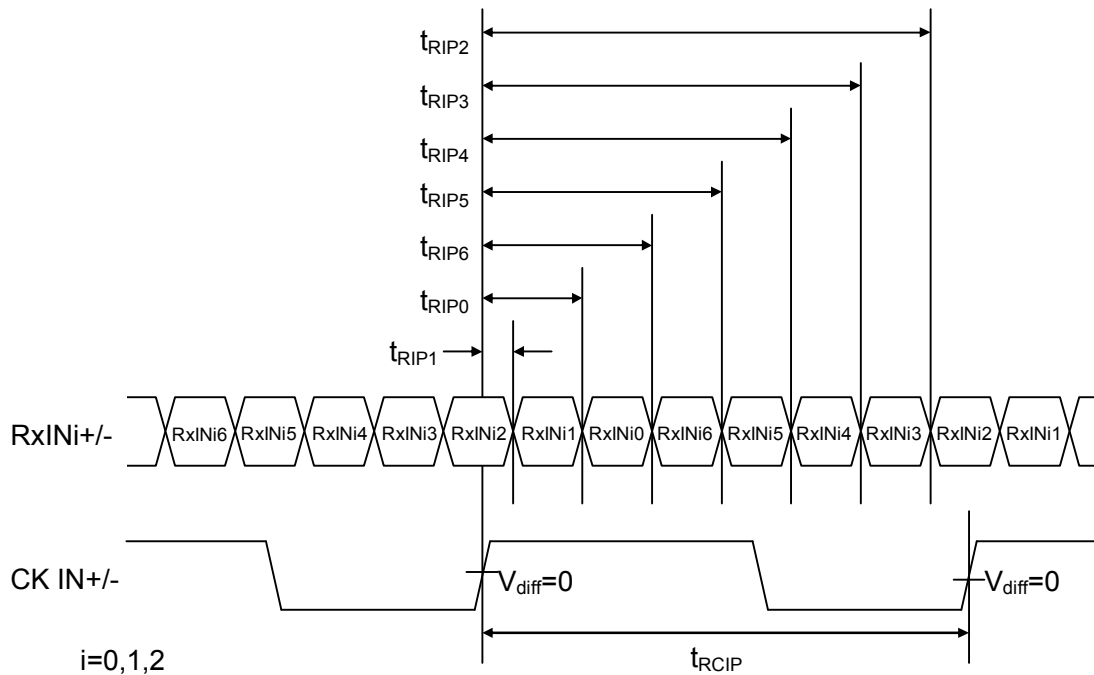 tRIP2
tRIP3
tRIP4
tRIP5
tRIP6
tRIP0
tRIP1
RxINi+/- RxINi6 RxINi5 RxINi4 RxINi3 RxINi2 RxINi1 RxINi0 RxINi6 RxINi5 RxINi4 RxINi3 RxINi2 RxINi1
CK IN+/- Vdiff=0 Vdiff=0
tRCIP
i=0,1,2